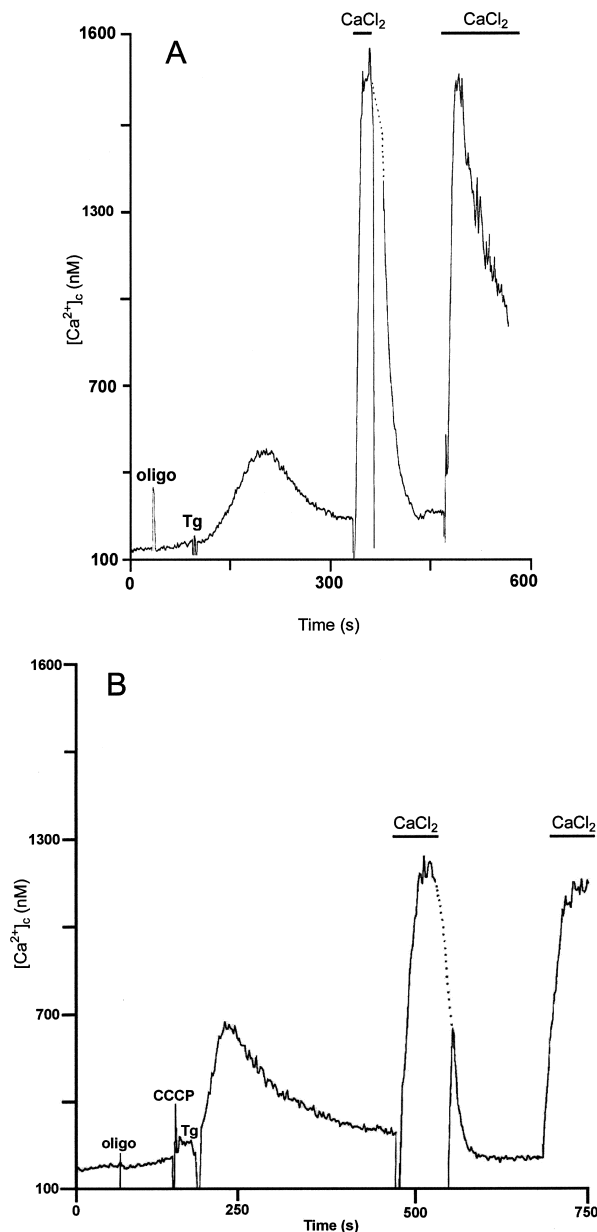 A
CaCl2 CaCl2
1600
1300
700
100
[Ca2+]c (nM)
oligo
Tg
0 300 600
Time (s)
B
CaCl2 CaCl2
1600
1300
700
100
[Ca2+]c (nM)
CCCP
oligo Tg
0 250 500 750
Time (s)